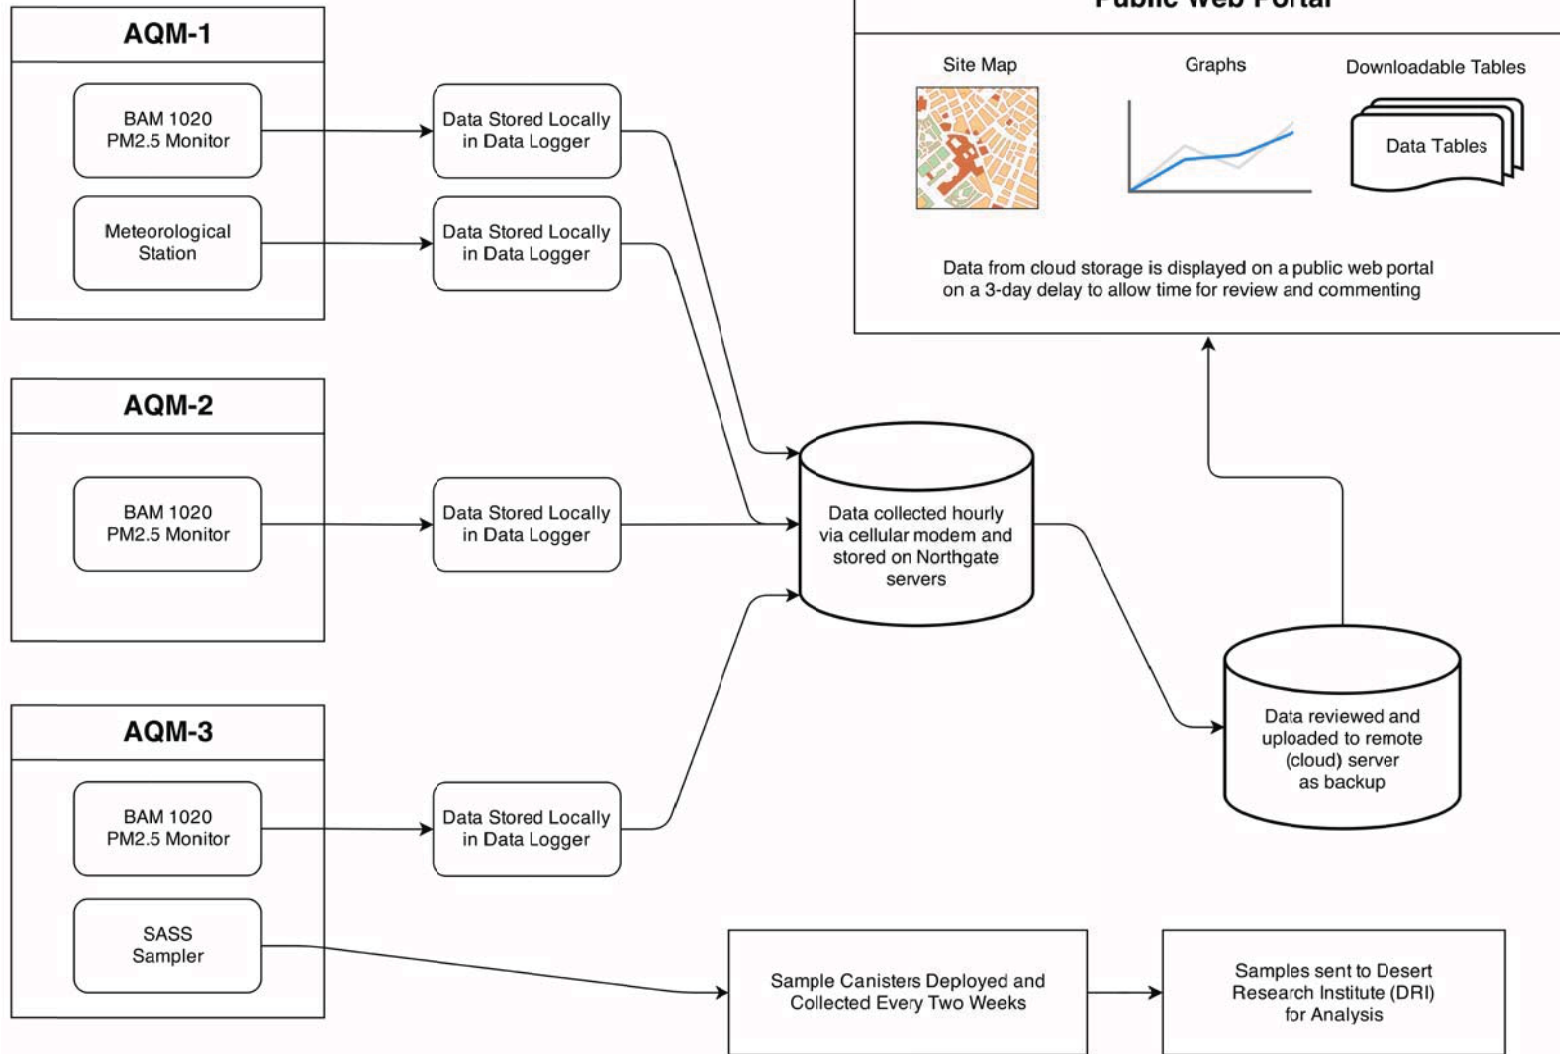 Public Web Portal
AQM-1
Site Map
Graphs
Downloadable Tables
BAM 1020
PM2.5 Monitor
Data Stored Locally
in Data Logger
Data Tables
Meteorological
Station
Data Stored Locally
in Data Logger
Data from cloud storage is displayed on a public web portal
on a 3-day delay to allow time for review and commenting
AQM-2
BAM 1020
PM2.5 Monitor
Data Stored Locally
in Data Logger
Data collected hourly
via cellular modem and
stored on Northgate
servers
AQM-3
Data reviewed and
uploaded to remote
(cloud) server
as backup
BAM 1020
PM2.5 Monitor
Data Stored Locally
in Data Logger
SASS
Sampler
Sample Canisters Deployed and
Collected Every Two Weeks
Samples sent to Desert
Research Institute (DRI)
for Analysis